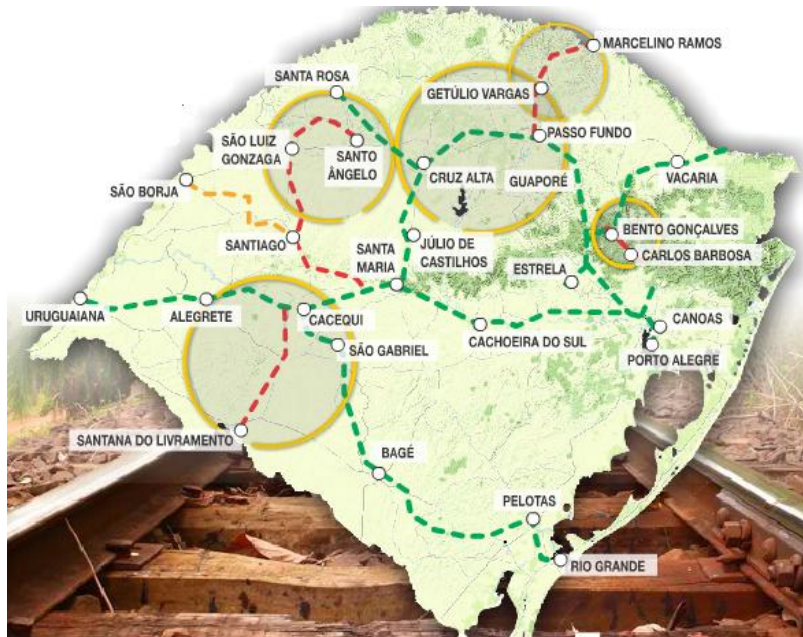 MARCELINO RAMOS
SANTA ROSA
GETÚLIO VARGAS
SÃO LUIZ
GONZAGA
SANTO
ÂNGELO
PASSO FUNDO
CRUZ ALTA
GUAPORÉ
VACARIA
SÃO BORJA
SANTIAGO
SANTA
MARIA
JÚLIO DE
CASTILHOS
BENTO GONÇALVES
CARLOS BARBOSA
ESTRELA
URUGUAIANA
ALEGRETE
CACEQUI
SÃO GABRIEL
CACHOEIRA DO SUL
CANOAS
PORTO ALEGRE
SANTANA DO LIVRAMENTO
BAGÉ
PELOTAS
RIO GRANDE